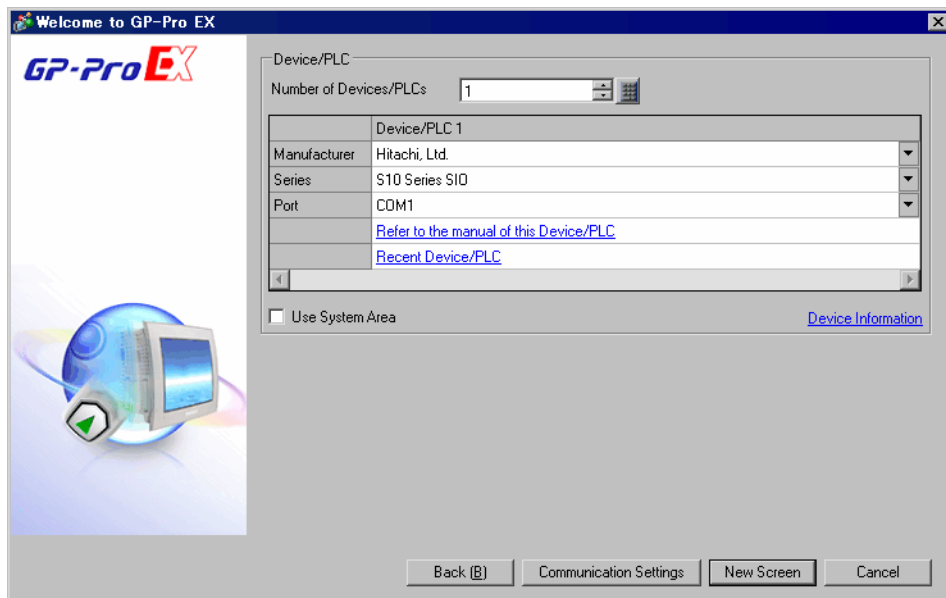 Welcome to GP-Pro EX
GP-Pro EX
Device/PLC
Number of Devices/PLCs 1
Device/PLC 1
Manufacturer Hitachi, Ltd.
Series S10 Series SIO
Port COM1
Refer to the manual of this Device/PLC
Recent Device/PLC
Use System Area Device Information
Back (B) Communication Settings New Screen Cancel